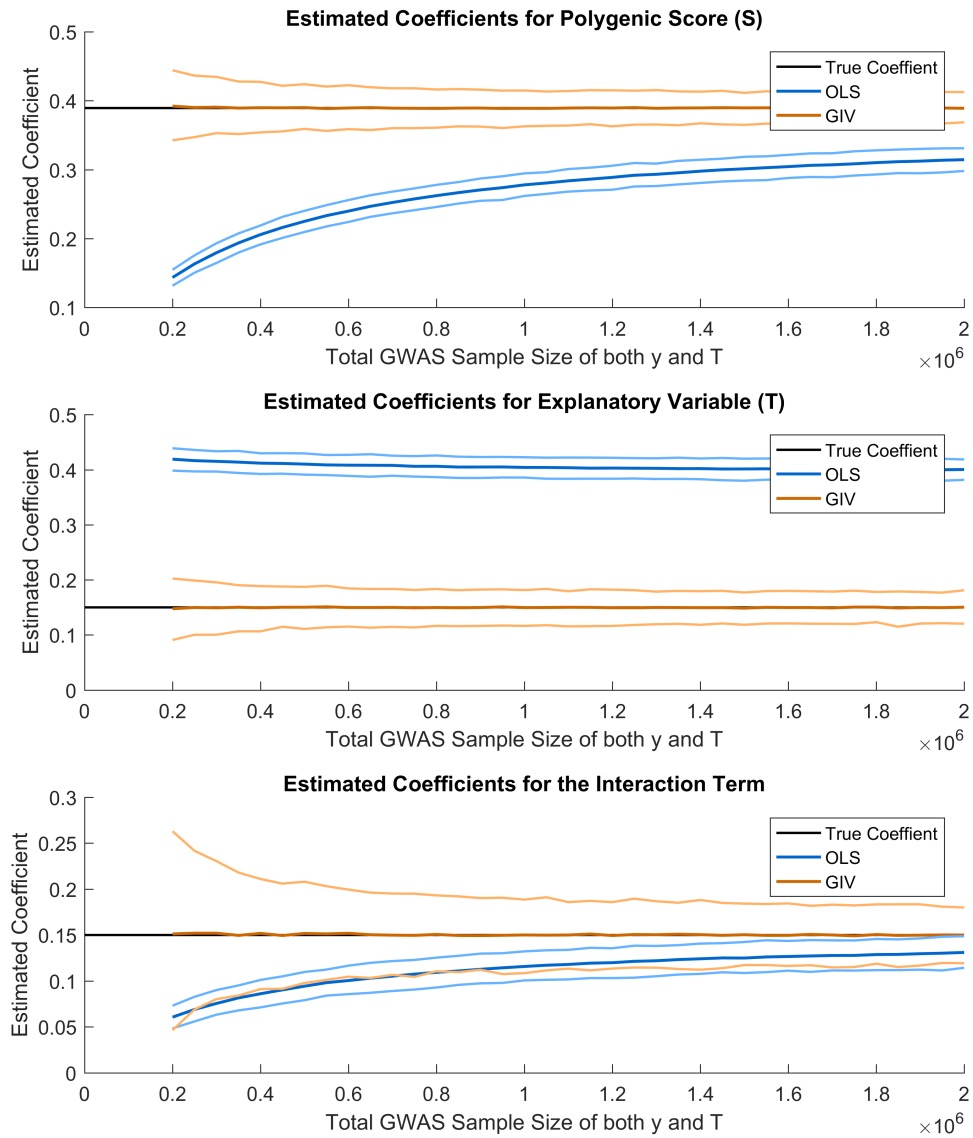 Estimated Coefficients for Polygenic Score (S)
0.5
0.4
0.3
0.2
0.1
Estimated Coefficient
True Coeffient
OLS
GIV
0 0.2 0.4 0.6 0.8 1 1.2 1.4 1.6 1.8 2
Total GWAS Sample Size of both y and T
×10^6
Estimated Coefficients for Explanatory Variable (T)
0.5
0.4
0.3
0.2
0.1
0
Estimated Coefficient
True Coeffient
OLS
GIV
0 0.2 0.4 0.6 0.8 1 1.2 1.4 1.6 1.8 2
Total GWAS Sample Size of both y and T
×10^6
Estimated Coefficients for the Interaction Term
0.3
0.25
0.2
0.15
0.1
0.05
0
Estimated Coefficient
True Coeffient
OLS
GIV
0 0.2 0.4 0.6 0.8 1 1.2 1.4 1.6 1.8 2
Total GWAS Sample Size of both y and T
×10^6